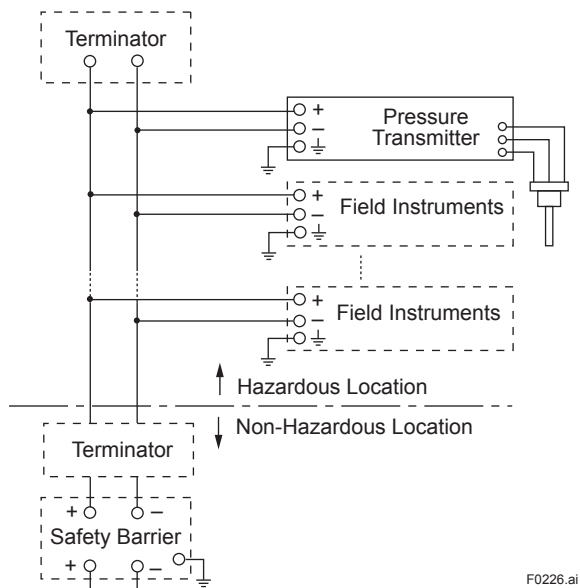 Terminator
+
Pressure
Transmitter
−
+
Field Instruments
−
+
Field Instruments
−
Hazardous Location
Non-Hazardous Location
Terminator
+ −
Safety Barrier
+ −
F0226.ai